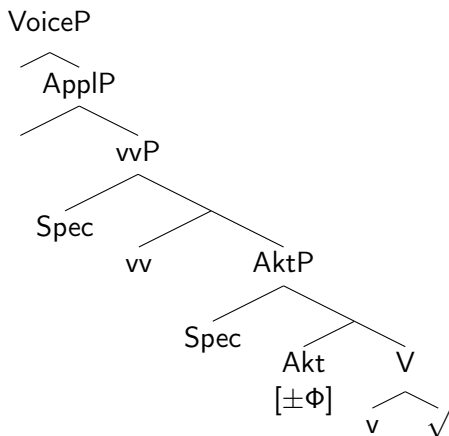 VoiceP
ApplP
vvP
Spec
vv AktP
Spec
Akt V
[±Φ]
v √